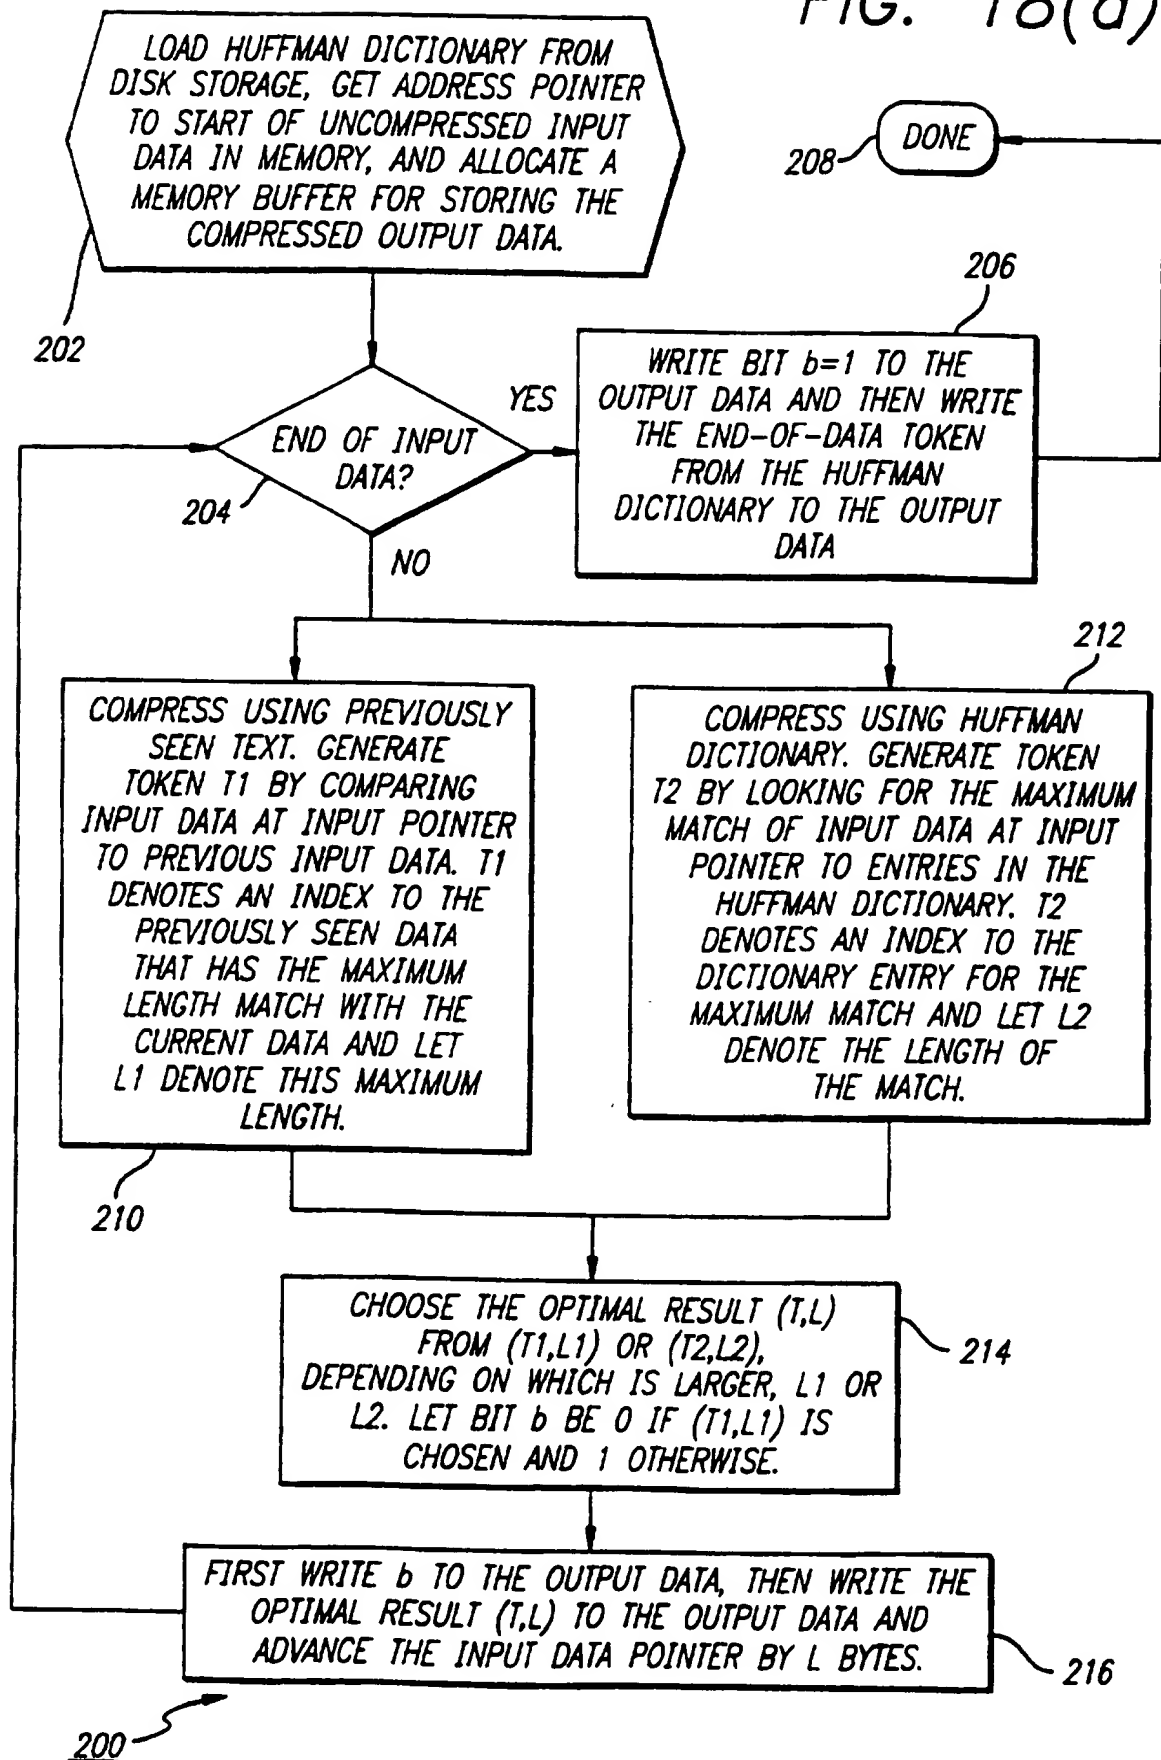 FIG. 18(a)
LOAD HUFFMAN DICTIONARY FROM
DISK STORAGE, GET ADDRESS POINTER
TO START OF UNCOMPRESSED INPUT
DATA IN MEMORY, AND ALLOCATE A
MEMORY BUFFER FOR STORING THE
COMPRESSED OUTPUT DATA.
202
DONE
208
206
END OF INPUT
DATA?
204
YES
NO
WRITE BIT b=1 TO THE
OUTPUT DATA AND THEN WRITE
THE END-OF-DATA TOKEN
FROM THE HUFFMAN
DICTIONARY TO THE OUTPUT
DATA
COMPRESS USING PREVIOUSLY
SEEN TEXT. GENERATE
TOKEN T1 BY COMPARING
INPUT DATA AT INPUT POINTER
TO PREVIOUS INPUT DATA. T1
DENOTES AN INDEX TO THE
PREVIOUSLY SEEN DATA
THAT HAS THE MAXIMUM
LENGTH MATCH WITH THE
CURRENT DATA AND LET
L1 DENOTE THIS MAXIMUM
LENGTH.
210
212
COMPRESS USING HUFFMAN
DICTIONARY. GENERATE TOKEN
T2 BY LOOKING FOR THE MAXIMUM
MATCH OF INPUT DATA AT INPUT
POINTER TO ENTRIES IN THE
HUFFMAN DICTIONARY. T2
DENOTES AN INDEX TO THE
DICTIONARY ENTRY FOR THE
MAXIMUM MATCH AND LET L2
DENOTE THE LENGTH OF
THE MATCH.
CHOOSE THE OPTIMAL RESULT (T,L)
FROM (T1,L1) OR (T2,L2),
DEPENDING ON WHICH IS LARGER, L1 OR
L2. LET BIT b BE 0 IF (T1,L1) IS
CHOSEN AND 1 OTHERWISE.
214
FIRST WRITE b TO THE OUTPUT DATA, THEN WRITE THE
OPTIMAL RESULT (T,L) TO THE OUTPUT DATA AND
ADVANCE THE INPUT DATA POINTER BY L BYTES.
216
200